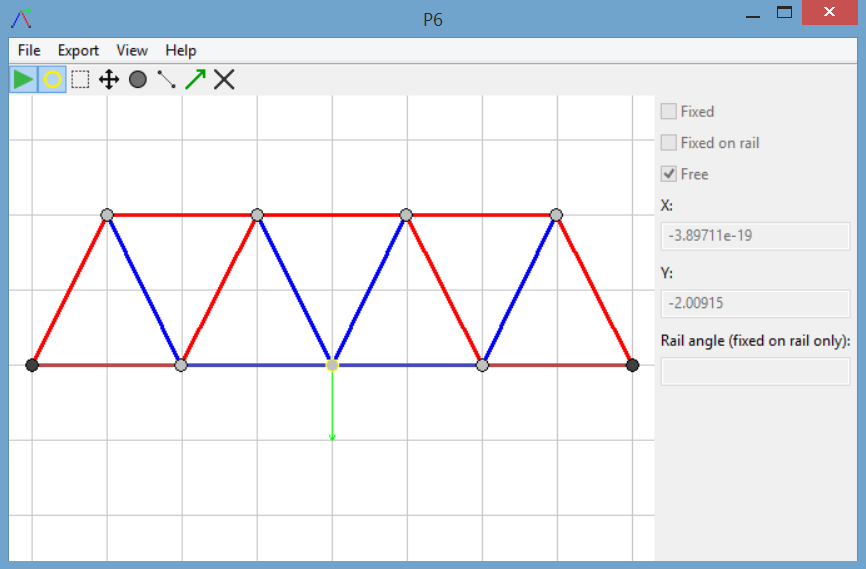 P6
File Export View Help
Fixed
Fixed on rail
Free
X:
-3.89711e-19
Y:
-2.00915
Rail angle (fixed on rail only):